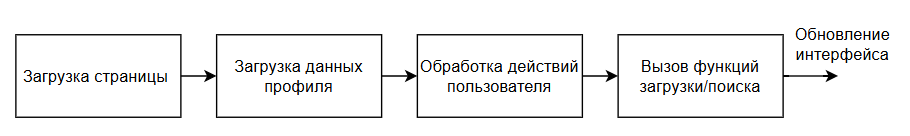 Загрузка страницы
Загрузка данных
профиля
Обработка действий
пользователя
Вызов функций
загрузки/поиска
Обновление
интерфейса